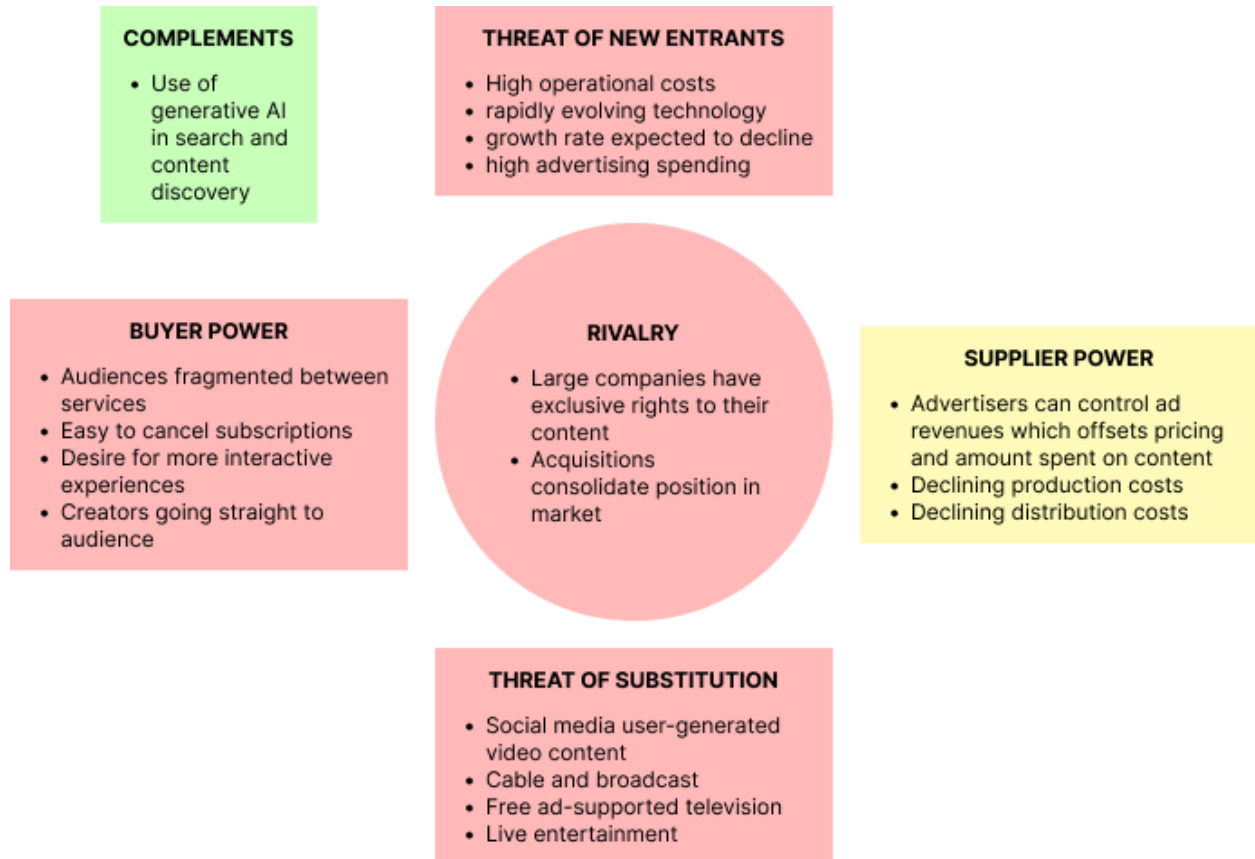 COMPLEMENTS
• Use of
generative AI
in search and
content
discovery
THREAT OF NEW ENTRANTS
• High operational costs
• rapidly evolving technology
• growth rate expected to decline
• high advertising spending
BUYER POWER
• Audiences fragmented between
services
• Easy to cancel subscriptions
• Desire for more interactive
experiences
• Creators going straight to
audience
RIVALRY
• Large companies have
exclusive rights to their
content
• Acquisitions
consolidate position in
market
SUPPLIER POWER
• Advertisers can control ad
revenues which offsets pricing
and amount spent on content
• Declining production costs
• Declining distribution costs
THREAT OF SUBSTITUTION
• Social media user-generated
video content
• Cable and broadcast
• Free ad-supported television
• Live entertainment